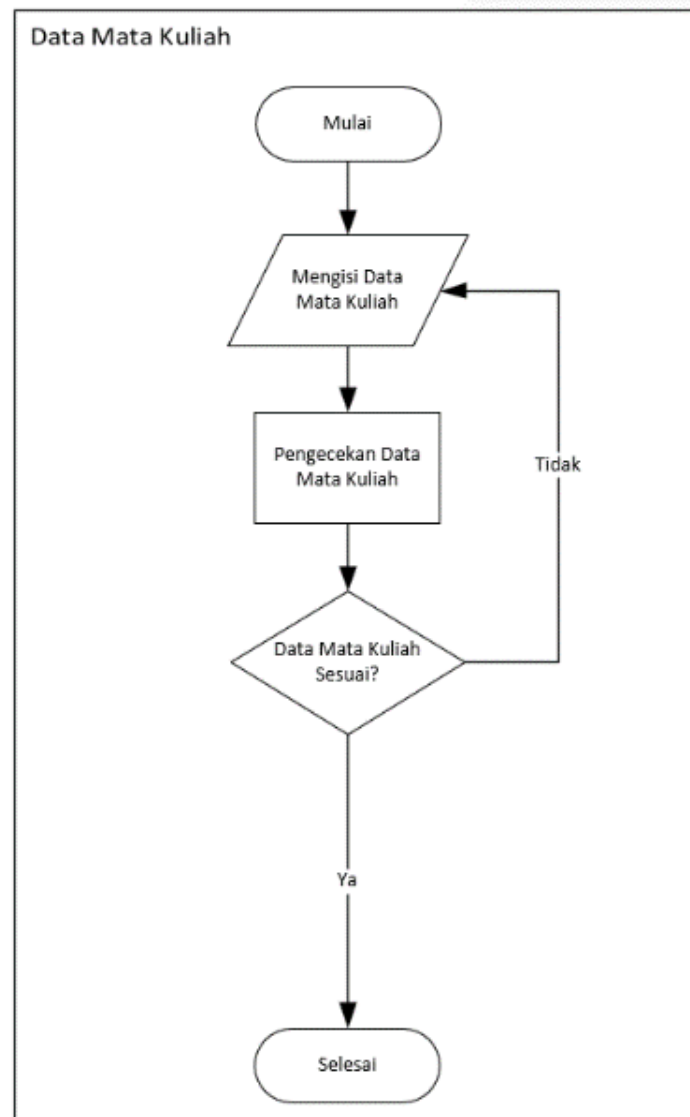 Data Mata Kuliah
Mulai
Mengisi Data
Mata Kuliah
Pengecekan Data
Mata Kuliah
Tidak
Data Mata Kuliah
Sesuai?
Ya
Selesai